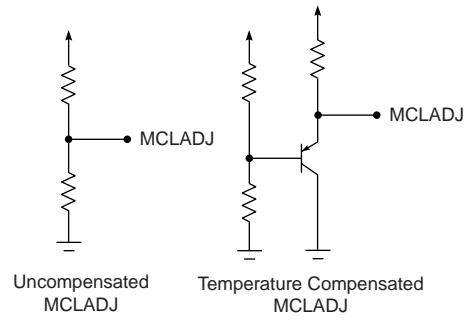 MCLADJ
MCLADJ
Uncompensated
MCLADJ
Temperature Compensated
MCLADJ